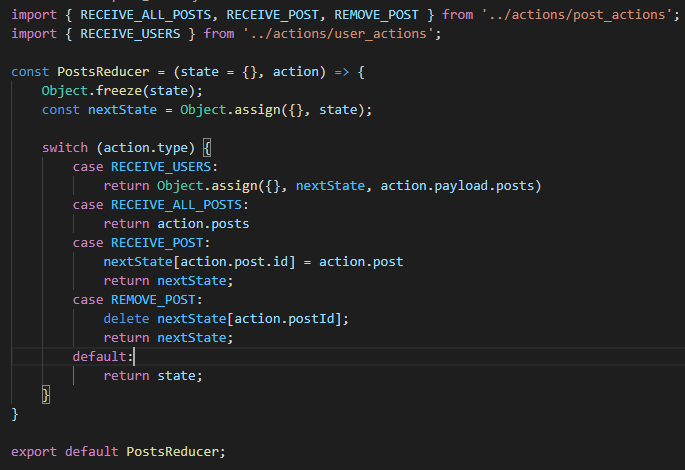 import { RECEIVE_ALL_POSTS, RECEIVE_POST, REMOVE_POST } from '../actions/post_actions';
import { RECEIVE_USERS } from '../actions/user_actions';

const PostsReducer = (state = {}, action) => {
    Object.freeze(state);
    const nextState = Object.assign({}, state);

    switch (action.type) {
        case RECEIVE_USERS:
            return Object.assign({}, nextState, action.payload.posts)
        case RECEIVE_ALL_POSTS:
            return action.posts
        case RECEIVE_POST:
            nextState[action.post.id] = action.post
            return nextState;
        case REMOVE_POST:
            delete nextState[action.postId];
            return nextState;
        default:
            return state;
    }
}

export default PostsReducer;